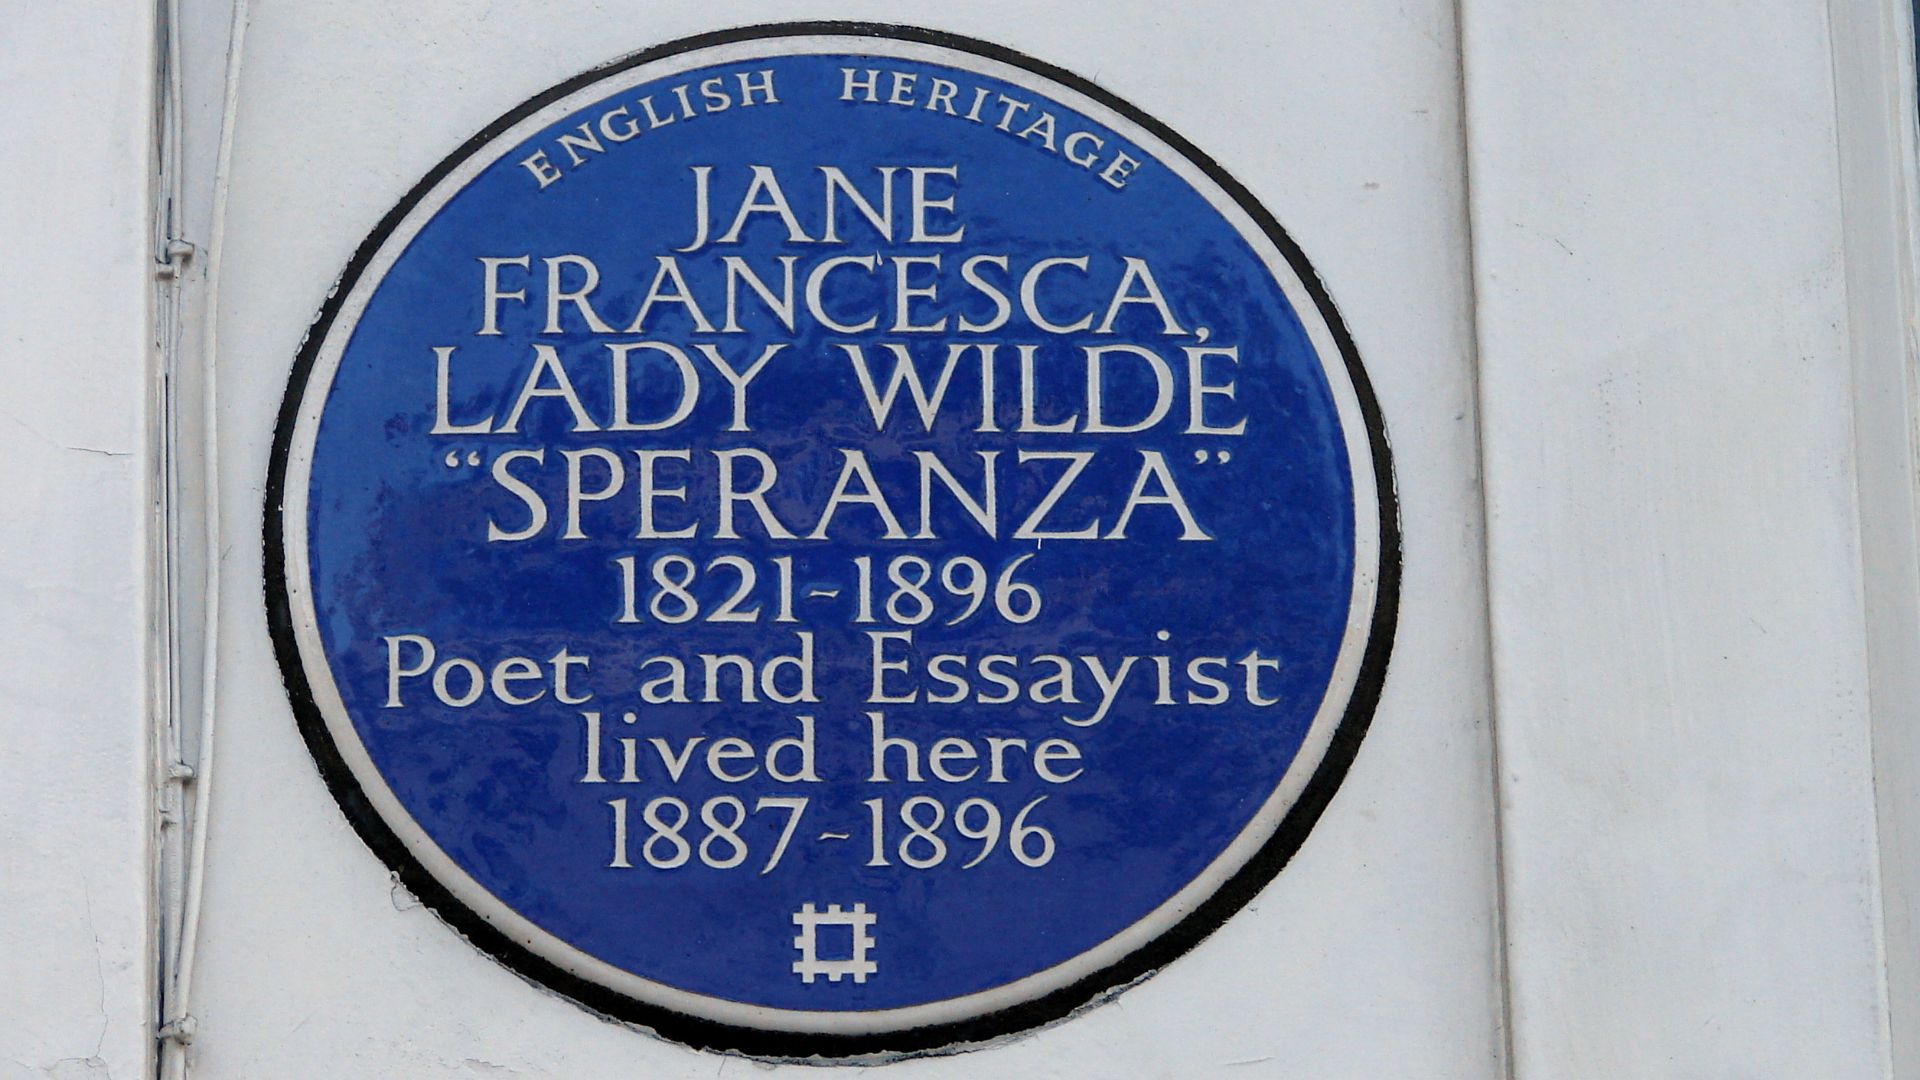 ENGLISH HERITAGE
JANE
FRANCESCA,
LADY WILDE
“SPERANZA”
1821-1896
Poet and Essayist
lived here
1887-1896